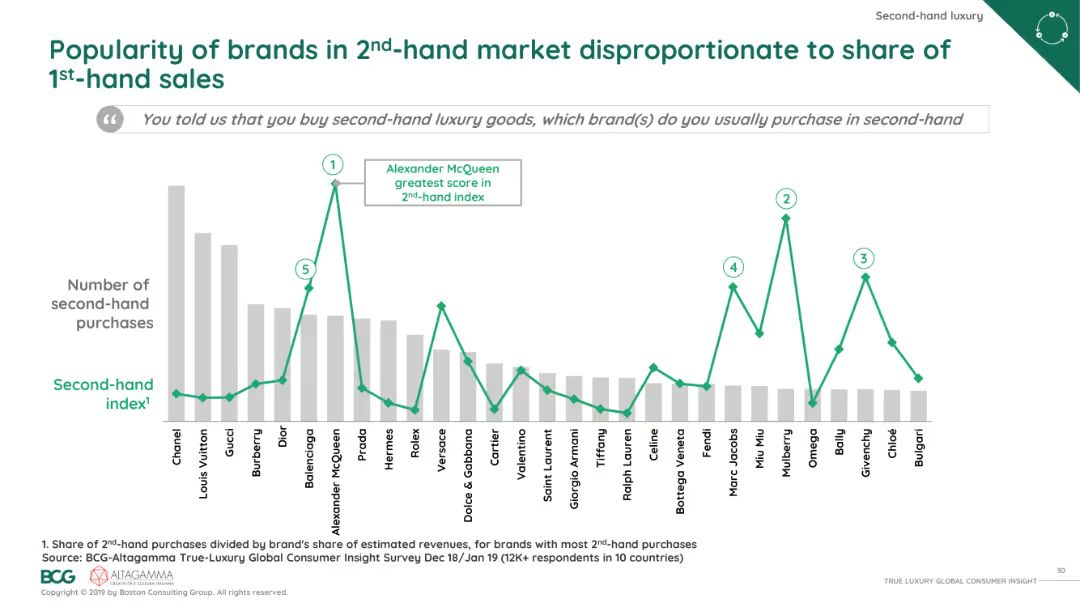 Second-hand luxury
Popularity of brands in 2nd-hand market disproportionate to share of
1st-hand sales
“ You told us that you buy second-hand luxury goods, which brand(s) do you usually purchase in second-hand
1
Alexander McQueen
greatest score in
2nd-hand index
2
3
4
5
Number of
second-hand
purchases
Second-hand
index1
Chanel
Louis Vuitton
Gucci
Burberry
Dior
Balenciaga
Alexander McQueen
Prada
Hermes
Rolex
Versace
Dolce & Gabbana
Cartier
Valentino
Saint Laurent
Giorgio Armani
Tiffany
Ralph Lauren
Celine
Bottega Veneta
Fendi
Marc Jacobs
Miu Miu
Mulberry
Omega
Bally
Givenchy
Chloé
Bulgari
1. Share of 2nd-hand purchases divided by brand's share of estimated revenues, for brands with most 2nd-hand purchases
Source: BCG-Altagamma True-Luxury Global Consumer Insight Survey Dec 18/Jan 19 (12K+ respondents in 10 countries)
30
BCG ALTAGAMMA
TRUE LUXURY GLOBAL CONSUMER INSIGHT
Copyright © 2019 by Boston Consulting Group. All rights reserved.